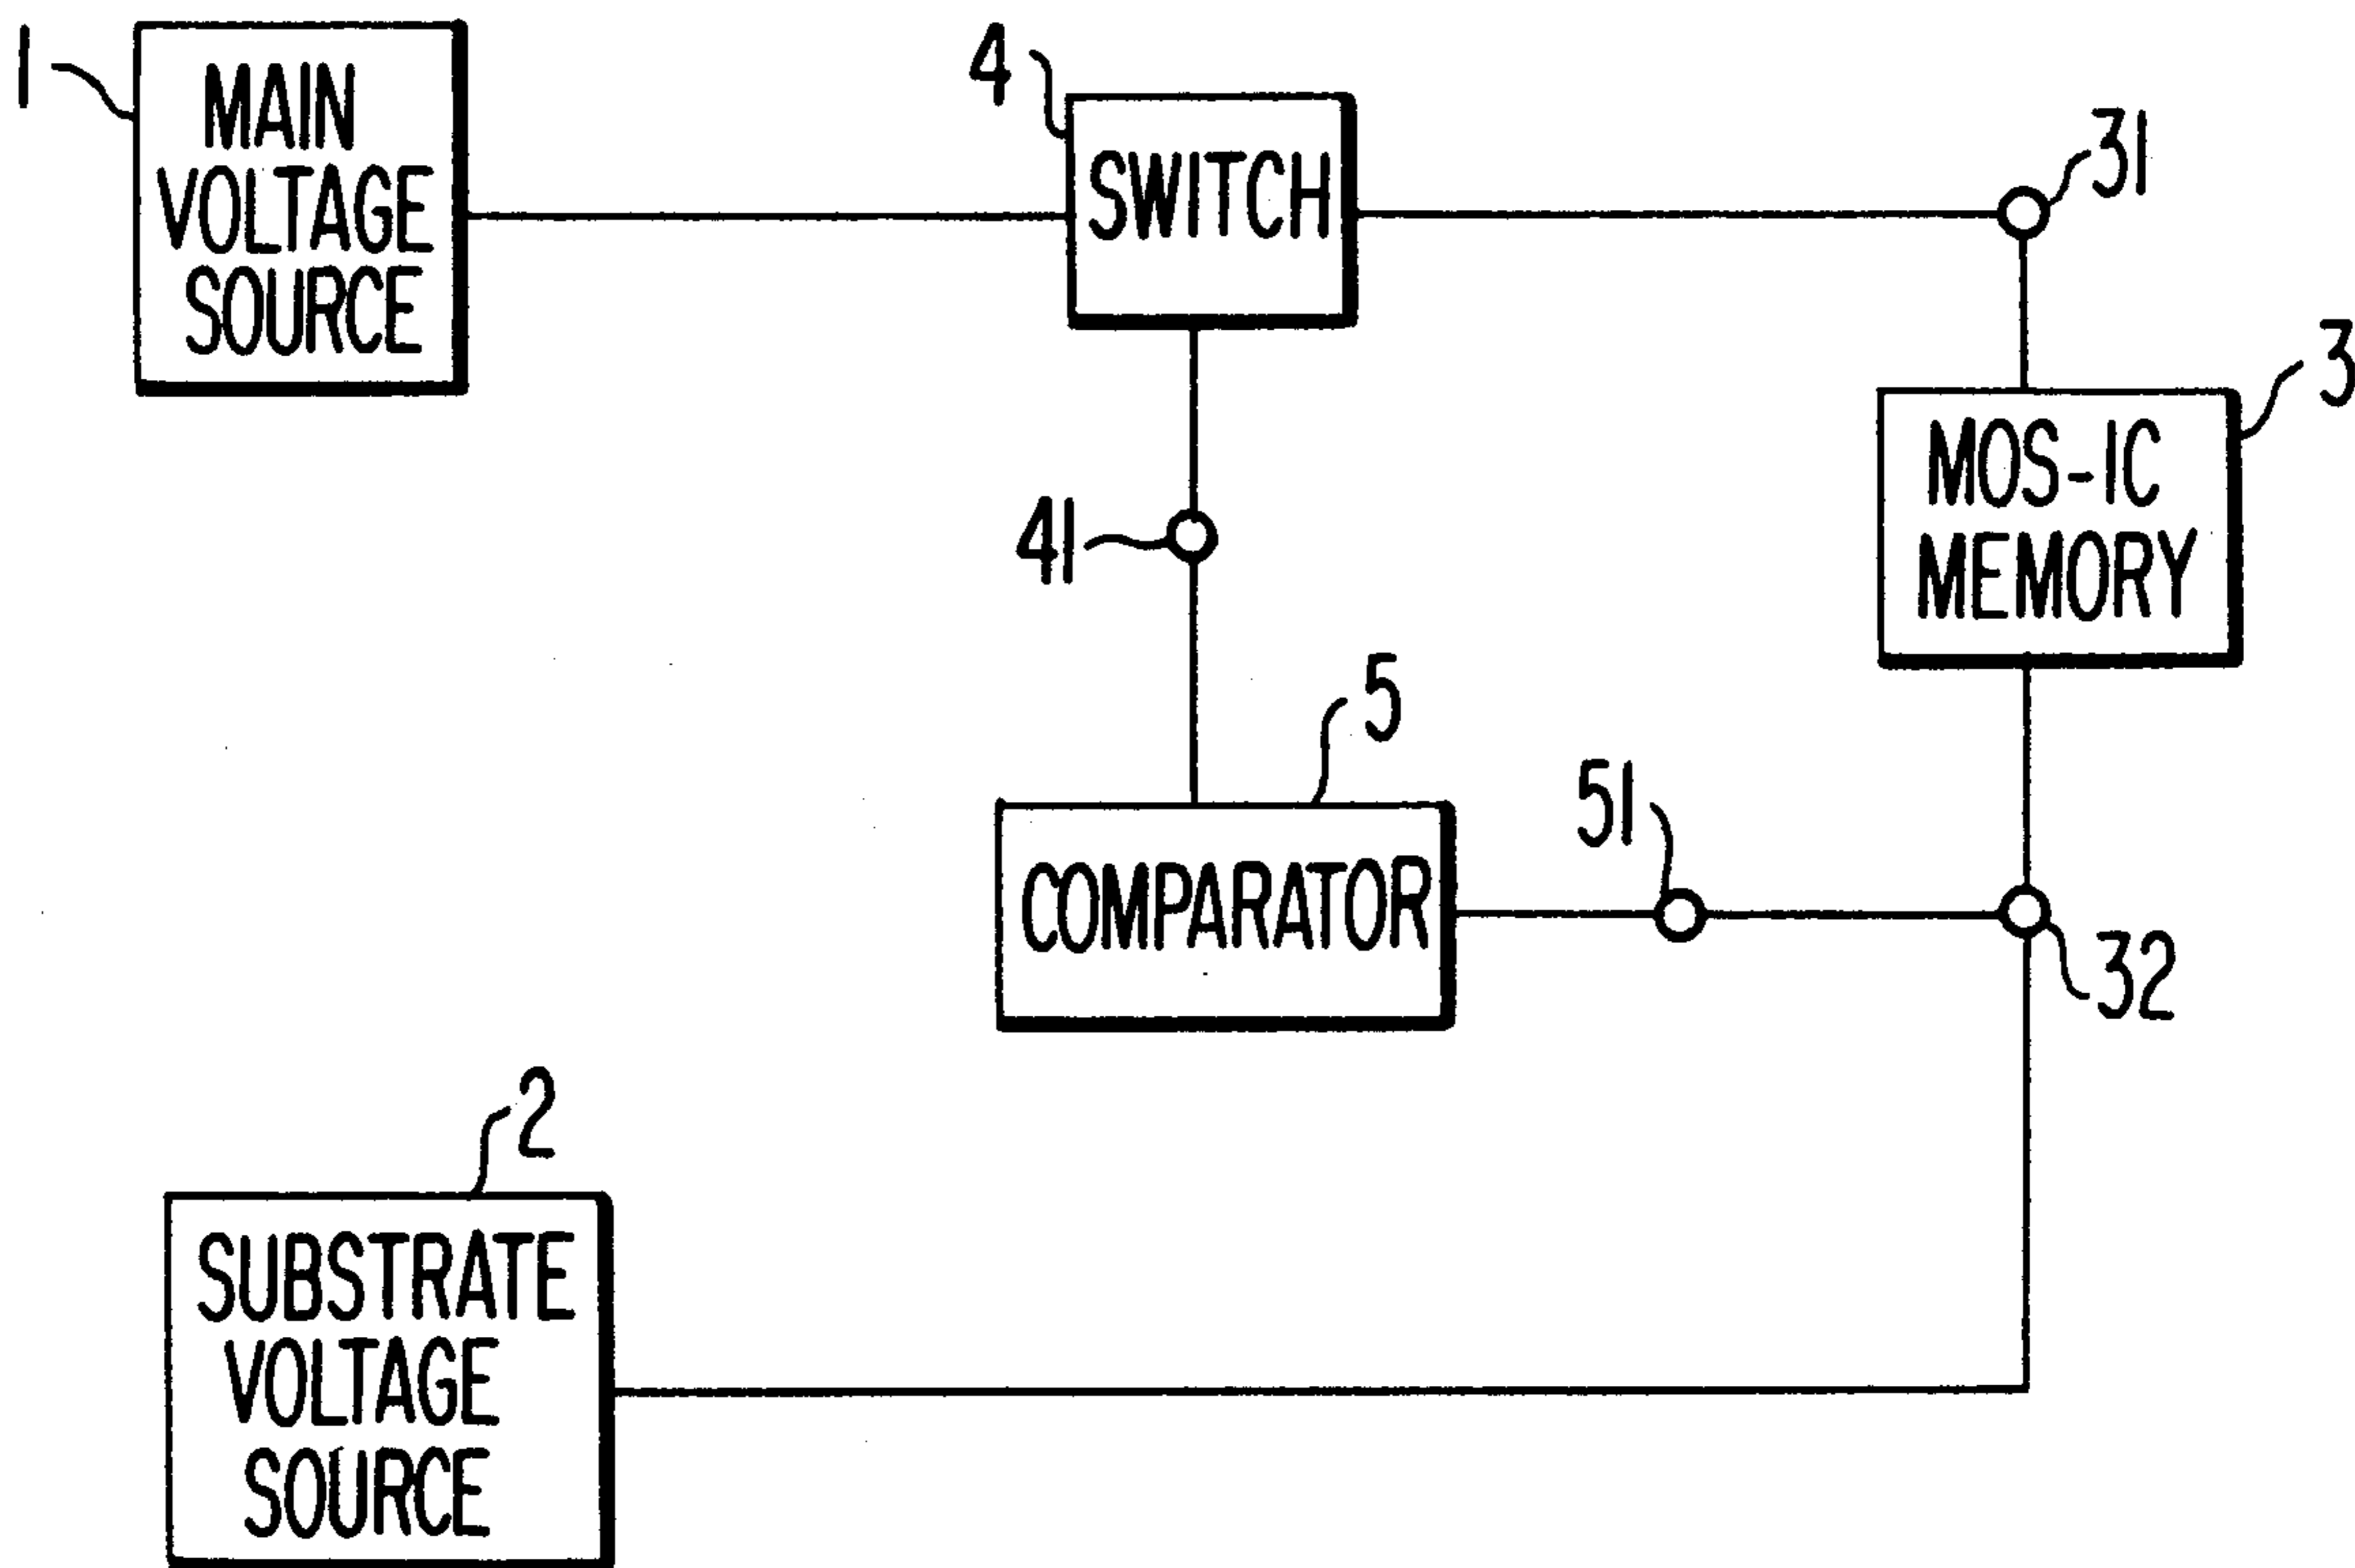 1
MAIN
VOLTAGE
SOURCE
4
SWITCH
31
3
MOS-IC
MEMORY
41
5
COMPARATOR
51
32
2
SUBSTRATE
VOLTAGE
SOURCE